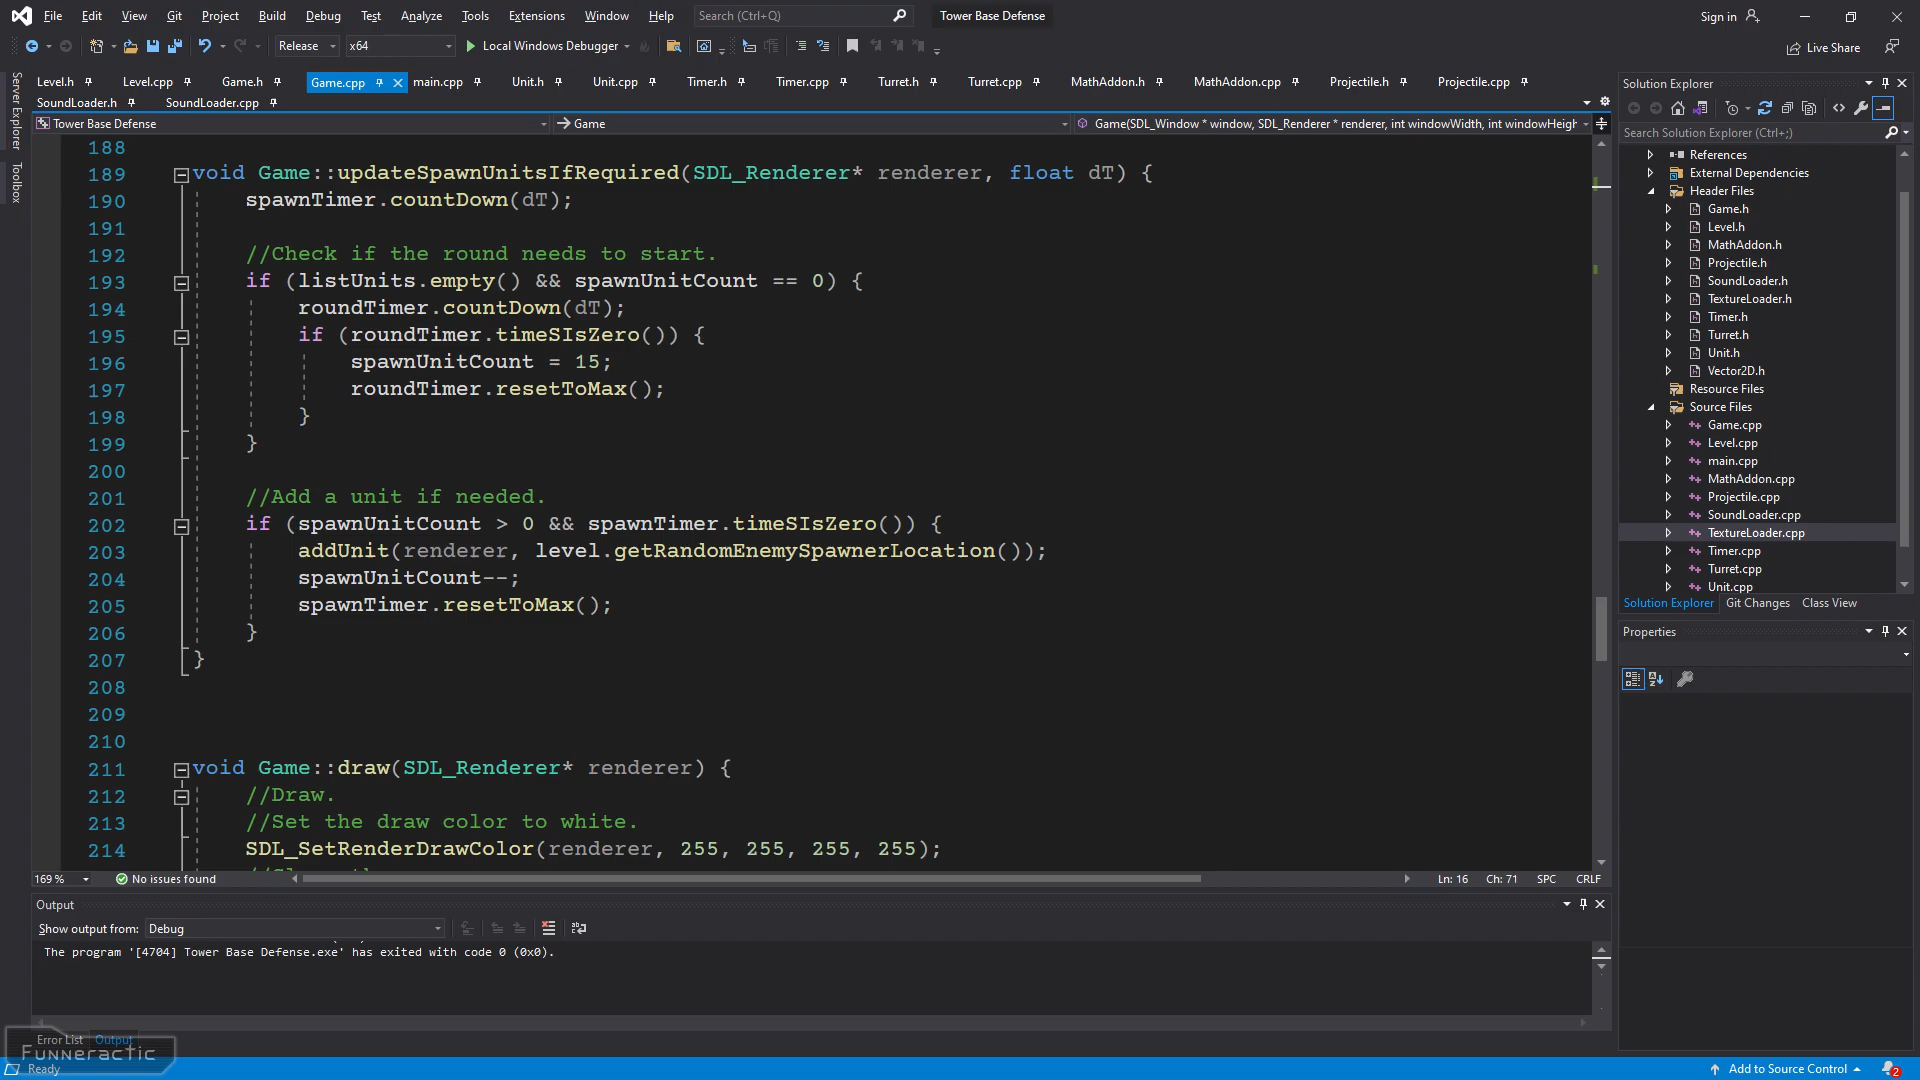 File Edit View Git Project Build Debug Test Analyze Tools Extensions Window Help Search (Ctrl+Q) Tower Base Defense Sign in
Release x64 Local Windows Debugger Live Share
Level.h Level.cpp Game.h Game.cpp main.cpp Unit.h Unit.cpp Timer.h Timer.cpp Turret.h Turret.cpp MathAddon.h MathAddon.cpp Projectile.h Projectile.cpp
SoundLoader.h SoundLoader.cpp
Server Explorer
Toolbox
Tower Base Defense Game Game(SDL_Window * window, SDL_Renderer * renderer, int windowWidth, int windowHeigh
188
189 void Game::updateSpawnUnitsIfRequired(SDL_Renderer* renderer, float dT) {
190 spawnTimer.countDown(dT);
191
192 //Check if the round needs to start.
193 if (listUnits.empty() && spawnUnitCount == 0) {
194 roundTimer.countDown(dT);
195 if (roundTimer.timeSIsZero()) {
196 spawnUnitCount = 15;
197 roundTimer.resetToMax();
198 }
199 }
200
201 //Add a unit if needed.
202 if (spawnUnitCount > 0 && spawnTimer.timeSIsZero()) {
203 addUnit(renderer, level.getRandomEnemySpawnerLocation());
204 spawnUnitCount--;
205 spawnTimer.resetToMax();
206 }
207 }
208
209
210
211 void Game::draw(SDL_Renderer* renderer) {
212 //Draw.
213 //Set the draw color to white.
214 SDL_SetRenderDrawColor(renderer, 255, 255, 255, 255);
169 % No issues found Ln: 16 Ch: 71 SPC CRLF
Output
Show output from: Debug
The program '[4704] Tower Base Defense.exe' has exited with code 0 (0x0).
Error List Output
Funneractic
Ready
Add to Source Control 2
Solution Explorer
Search Solution Explorer (Ctrl+;)
References
External Dependencies
Header Files
Game.h
Level.h
MathAddon.h
Projectile.h
SoundLoader.h
TextureLoader.h
Timer.h
Turret.h
Unit.h
Vector2D.h
Resource Files
Source Files
Game.cpp
Level.cpp
main.cpp
MathAddon.cpp
Projectile.cpp
SoundLoader.cpp
TextureLoader.cpp
Timer.cpp
Turret.cpp
Unit.cpp
Solution Explorer Git Changes Class View
Properties